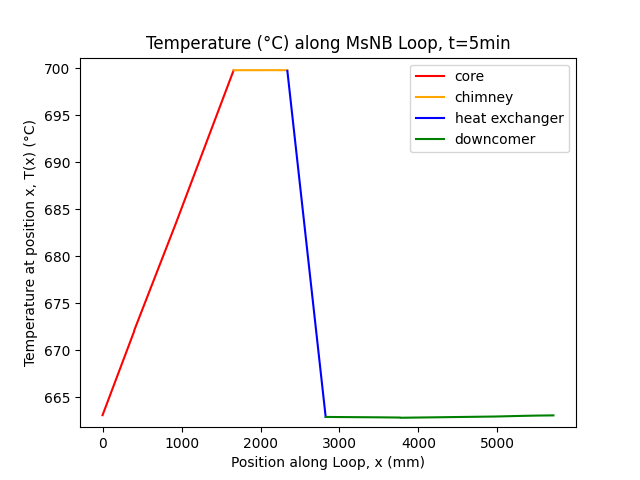 Temperature (°C) along MsNB Loop, t=5min
Temperature at position x, T(x) (°C)
700
695
690
685
680
675
670
665
core
chimney
heat exchanger
downcomer
0 1000 2000 3000 4000 5000
Position along Loop, x (mm)